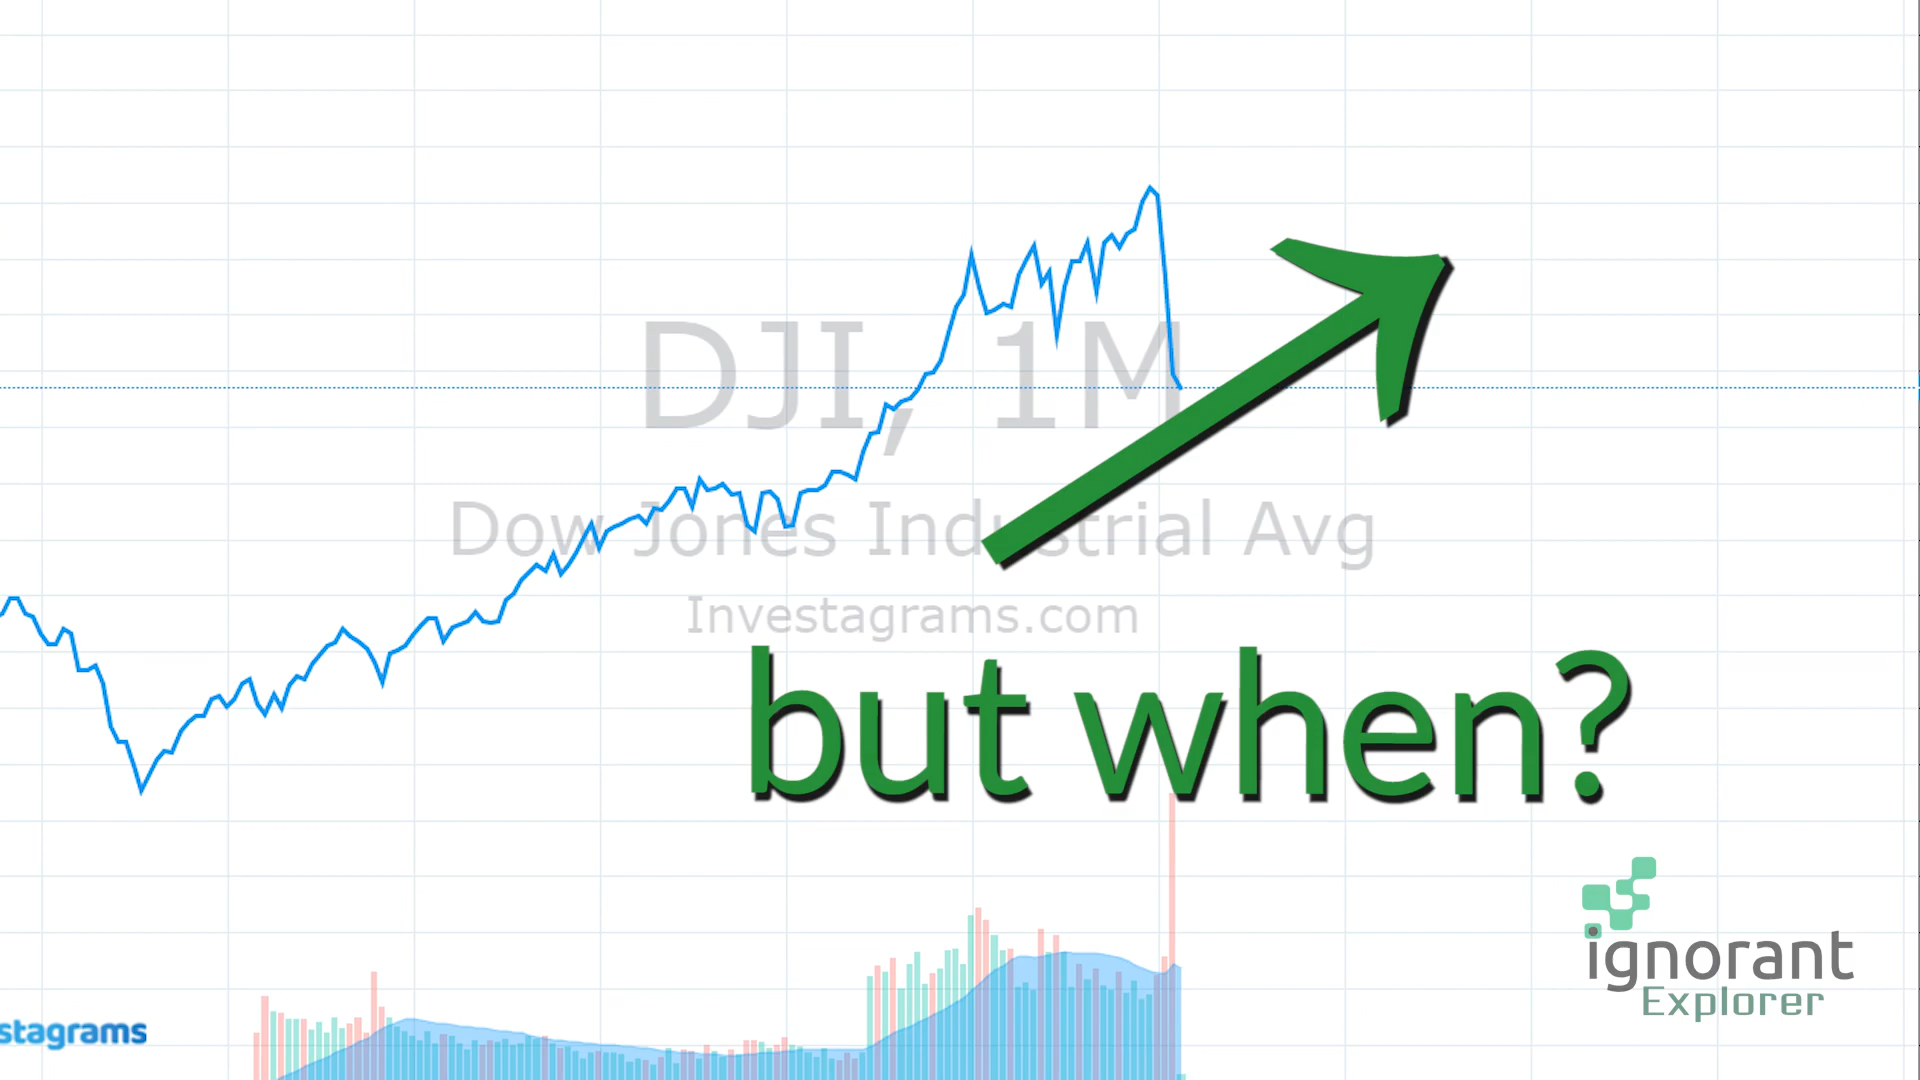 DJI, 1M
Dow Jones Industrial Avg
Investagrams.com
but when?
ignorant
Explorer
stagrams